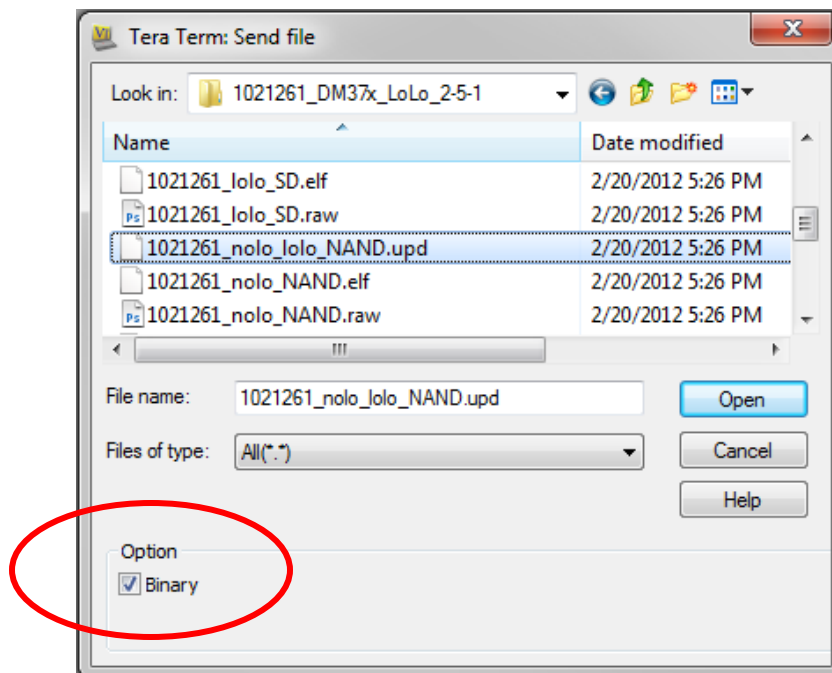 Tera Term: Send file
Look in: 1021261_DM37x_LoLo_2-5-1
Name Date modified
1021261_lolo_SD.elf 2/20/2012 5:26 PM
Ps 1021261_lolo_SD.raw 2/20/2012 5:26 PM
1021261_nolo_lolo_NAND.upd 2/20/2012 5:26 PM
1021261_nolo_NAND.elf 2/20/2012 5:26 PM
Ps 1021261_nolo_NAND.raw 2/20/2012 5:26 PM
File name: 1021261_nolo_lolo_NAND.upd Open
Files of type: All(*.*) Cancel
Help
Option
Binary